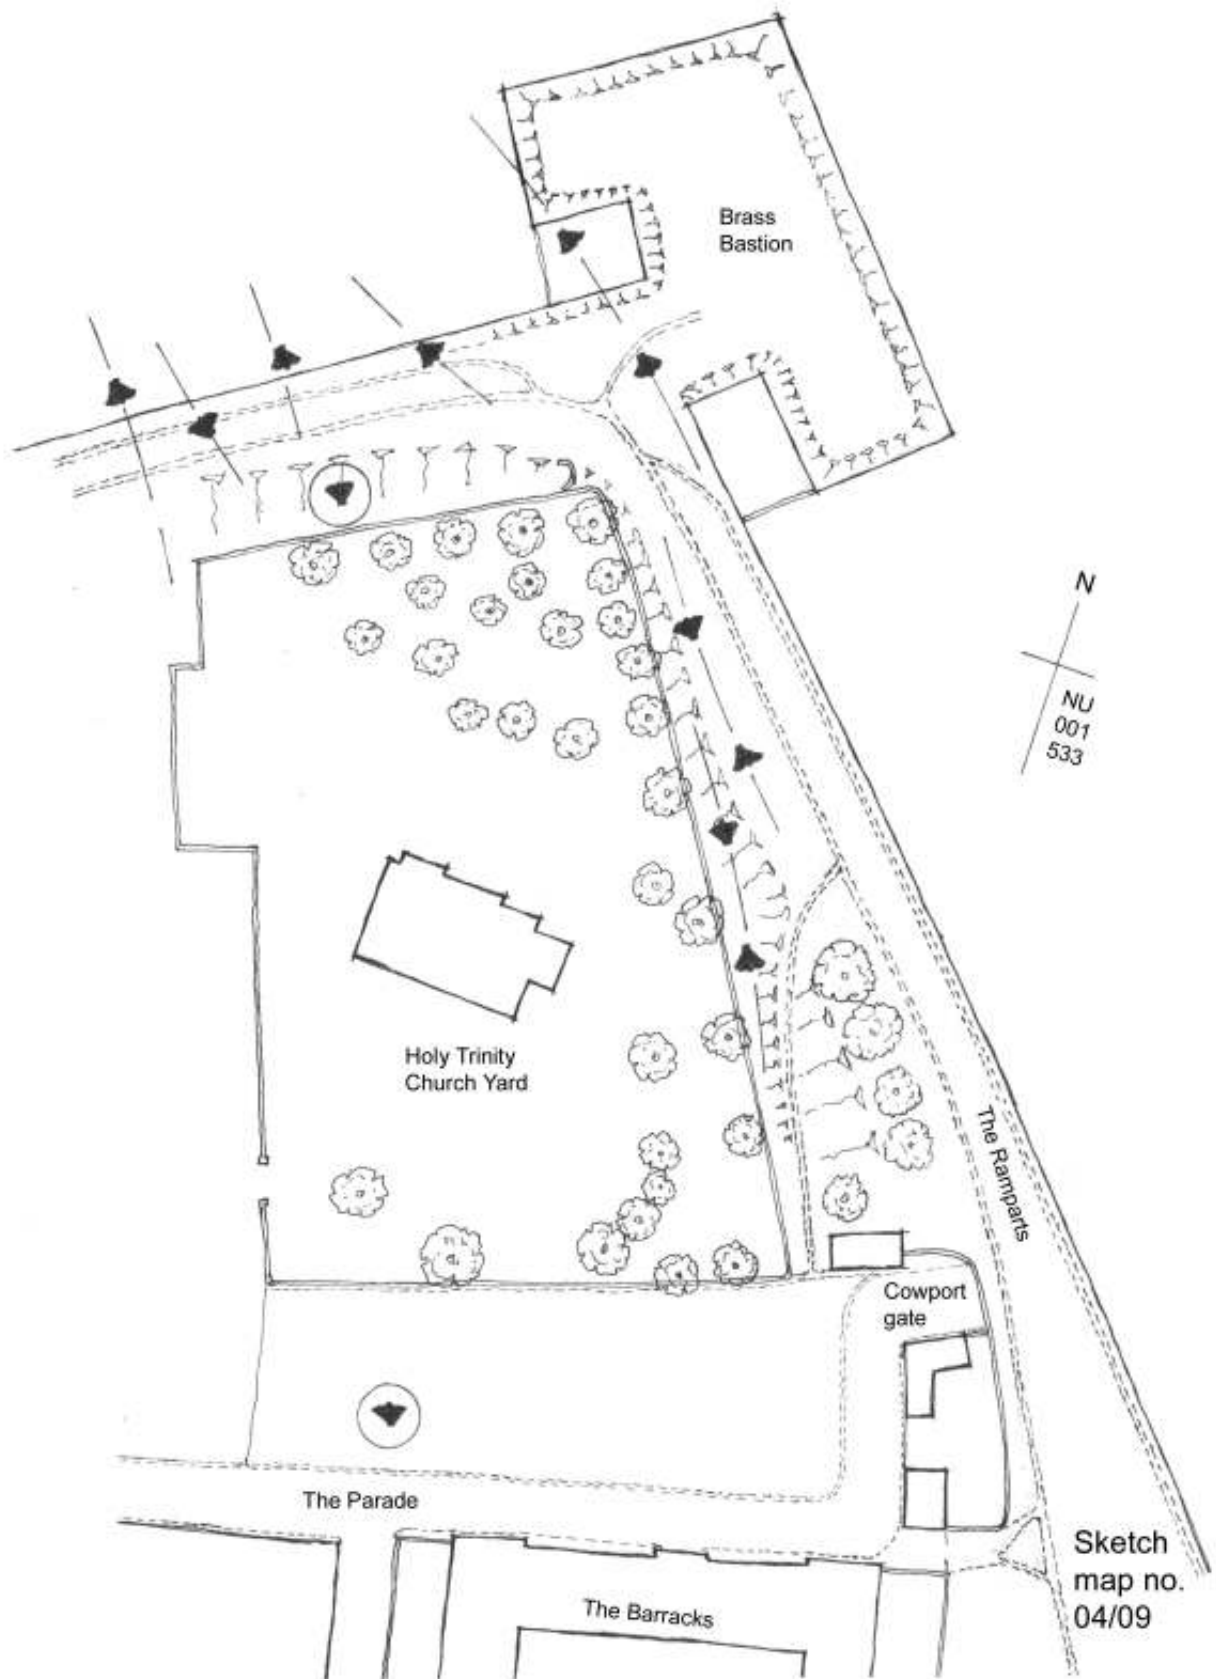 Brass
Bastion
N
NU
001
533
Holy Trinity
Church Yard
The Ramparts
Cowport
gate
The Parade
The Barracks
Sketch
map no.
04/09